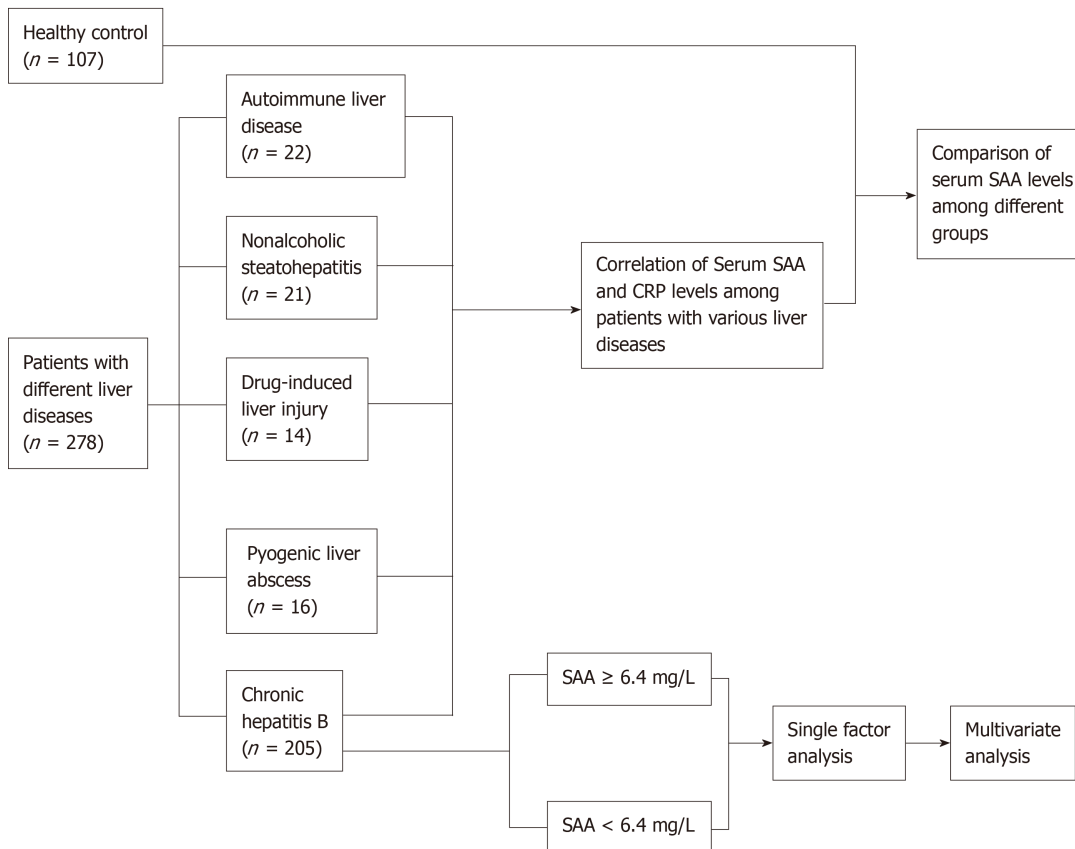 Healthy control
(n = 107)
Autoimmune liver
disease
(n = 22)
Nonalcoholic
steatohepatitis
(n = 21)
Patients with
different liver
diseases
(n = 278)
Drug-induced
liver injury
(n = 14)
Pyogenic liver
abscess
(n = 16)
Chronic
hepatitis B
(n = 205)
Correlation of Serum SAA
and CRP levels among
patients with various liver
diseases
Comparison of
serum SAA levels
among different
groups
SAA ≥ 6.4 mg/L
SAA < 6.4 mg/L
Single factor
analysis
Multivariate
analysis